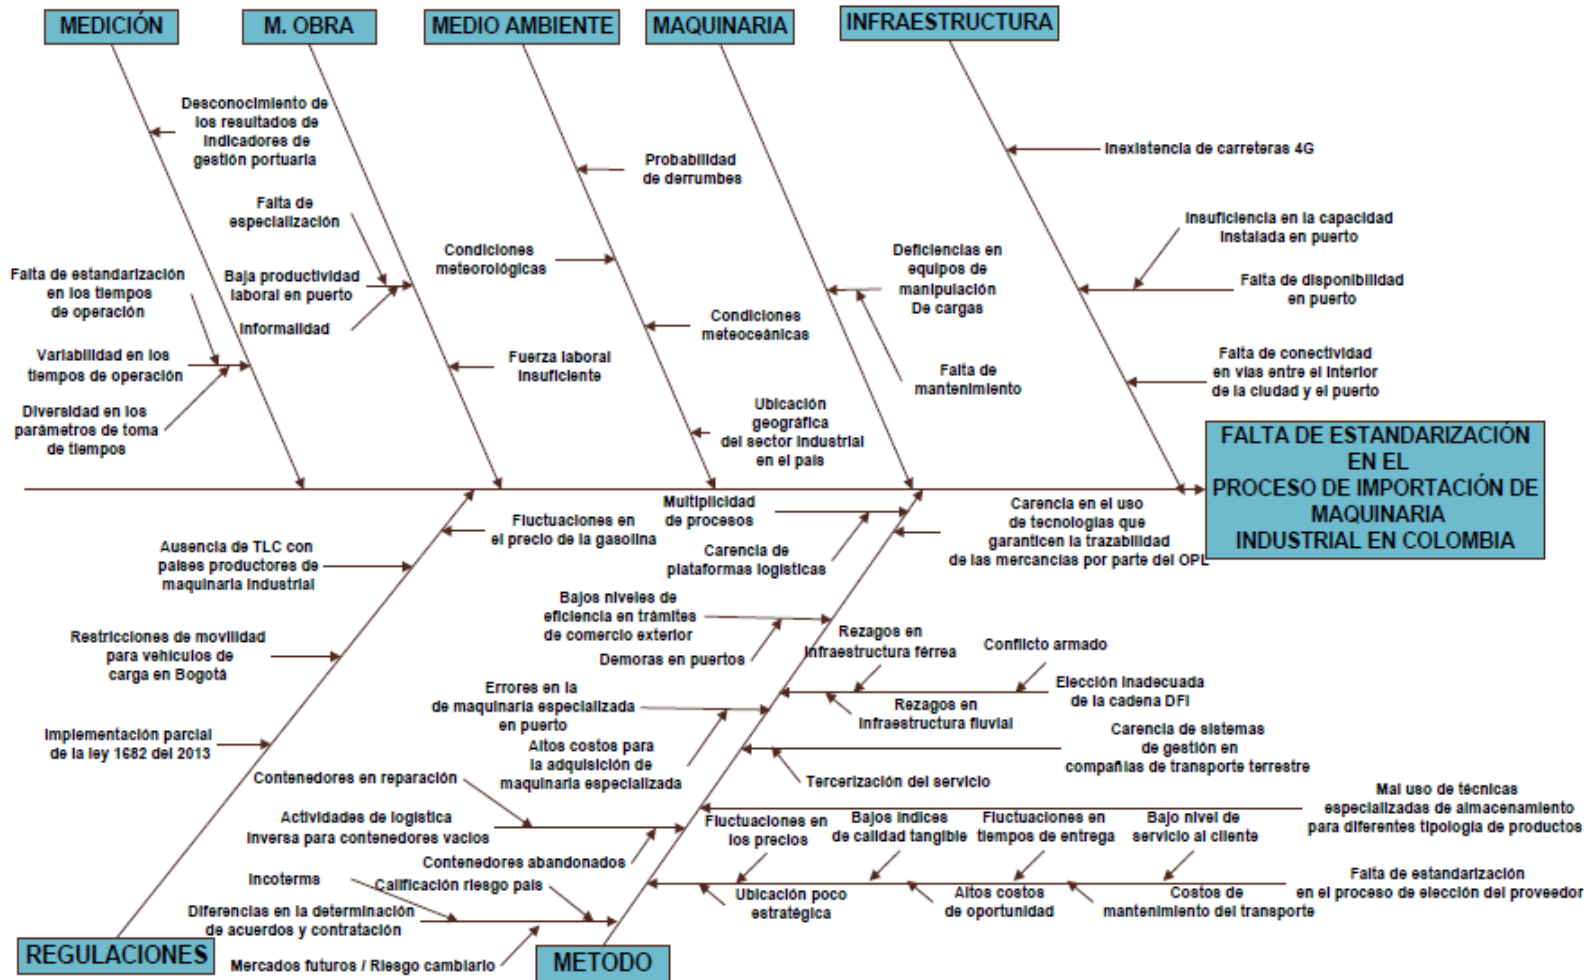 MEDICIÓN
M. OBRA
MEDIO AMBIENTE
MAQUINARIA
INFRAESTRUCTURA
Desconocimiento de
los resultados de
indicadores de
gestión portuaria
Falta de estandarización
en los tiempos
de operación
Variabilidad en los
tiempos de operación
Diversidad en los
parámetros de toma
de tiempos
Falta de
especialización
Baja productividad
laboral en puerto
Informalidad
Fuerza laboral
insuficiente
Probabilidad
de derrumbes
Condiciones
meteorológicas
Condiciones
meteoceánicas
Ubicación
geográfica
del sector industrial
en el país
Deficiencias en
equipos de
manipulación
De cargas
Falta de
mantenimiento
Inexistencia de carreteras 4G
Insuficiencia en la capacidad
instalada en puerto
Falta de disponibilidad
en puerto
Falta de conectividad
en vías entre el interior
de la ciudad y el puerto
FALTA DE ESTANDARIZACIÓN
EN EL
PROCESO DE IMPORTACIÓN DE
MAQUINARIA
INDUSTRIAL EN COLOMBIA
Fluctuaciones en
el precio de la gasolina
Ausencia de TLC con
países productores de
maquinaria industrial
Restricciones de movilidad
para vehículos de
carga en Bogotá
Implementación parcial
de la ley 1682 del 2013
REGULACIONES
Multiplicidad
de procesos
Carencia de
plataformas logísticas
Carencia en el uso
de tecnologías que
garanticen la trazabilidad
de las mercancías por parte del OPL
Bajos niveles de
eficiencia en trámites
de comercio exterior
Demoras en puertos
Rezagos en
infraestructura férrea
Conflicto armado
Elección inadecuada
de la cadena DFI
Rezagos en
infraestructura fluvial
Errores en la
de maquinaria especializada
en puerto
Altos costos para
la adquisición de
maquinaria especializada
Carencia de sistemas
de gestión en
compañías de transporte terrestre
Tercerización del servicio
Contenedores en reparación
Actividades de logística
inversa para contenedores vacíos
Contenedores abandonados
Mal uso de técnicas
especializadas de almacenamiento
para diferentes tipología de productos
Fluctuaciones en
los precios
Bajos índices
de calidad tangible
Fluctuaciones en
tiempos de entrega
Bajo nivel de
servicio al cliente
Falta de estandarización
en el proceso de elección del proveedor
Ubicación poco
estratégica
Altos costos
de oportunidad
Costos de
mantenimiento del transporte
Incoterms
Calificación riesgo país
Diferencias en la determinación
de acuerdos y contratación
Mercados futuros / Riesgo cambiario
METODO